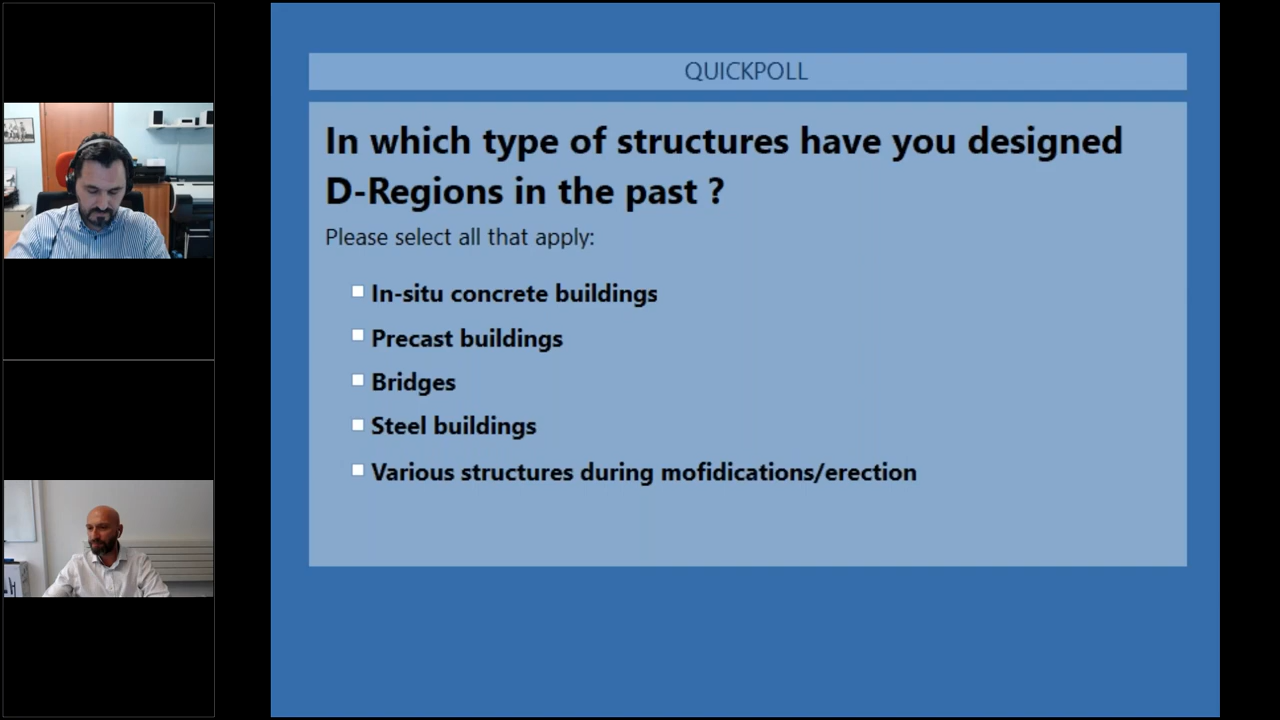 QUICKPOLL
In which type of structures have you designed
D-Regions in the past ?
Please select all that apply:
In-situ concrete buildings
Precast buildings
Bridges
Steel buildings
Various structures during mofidications/erection